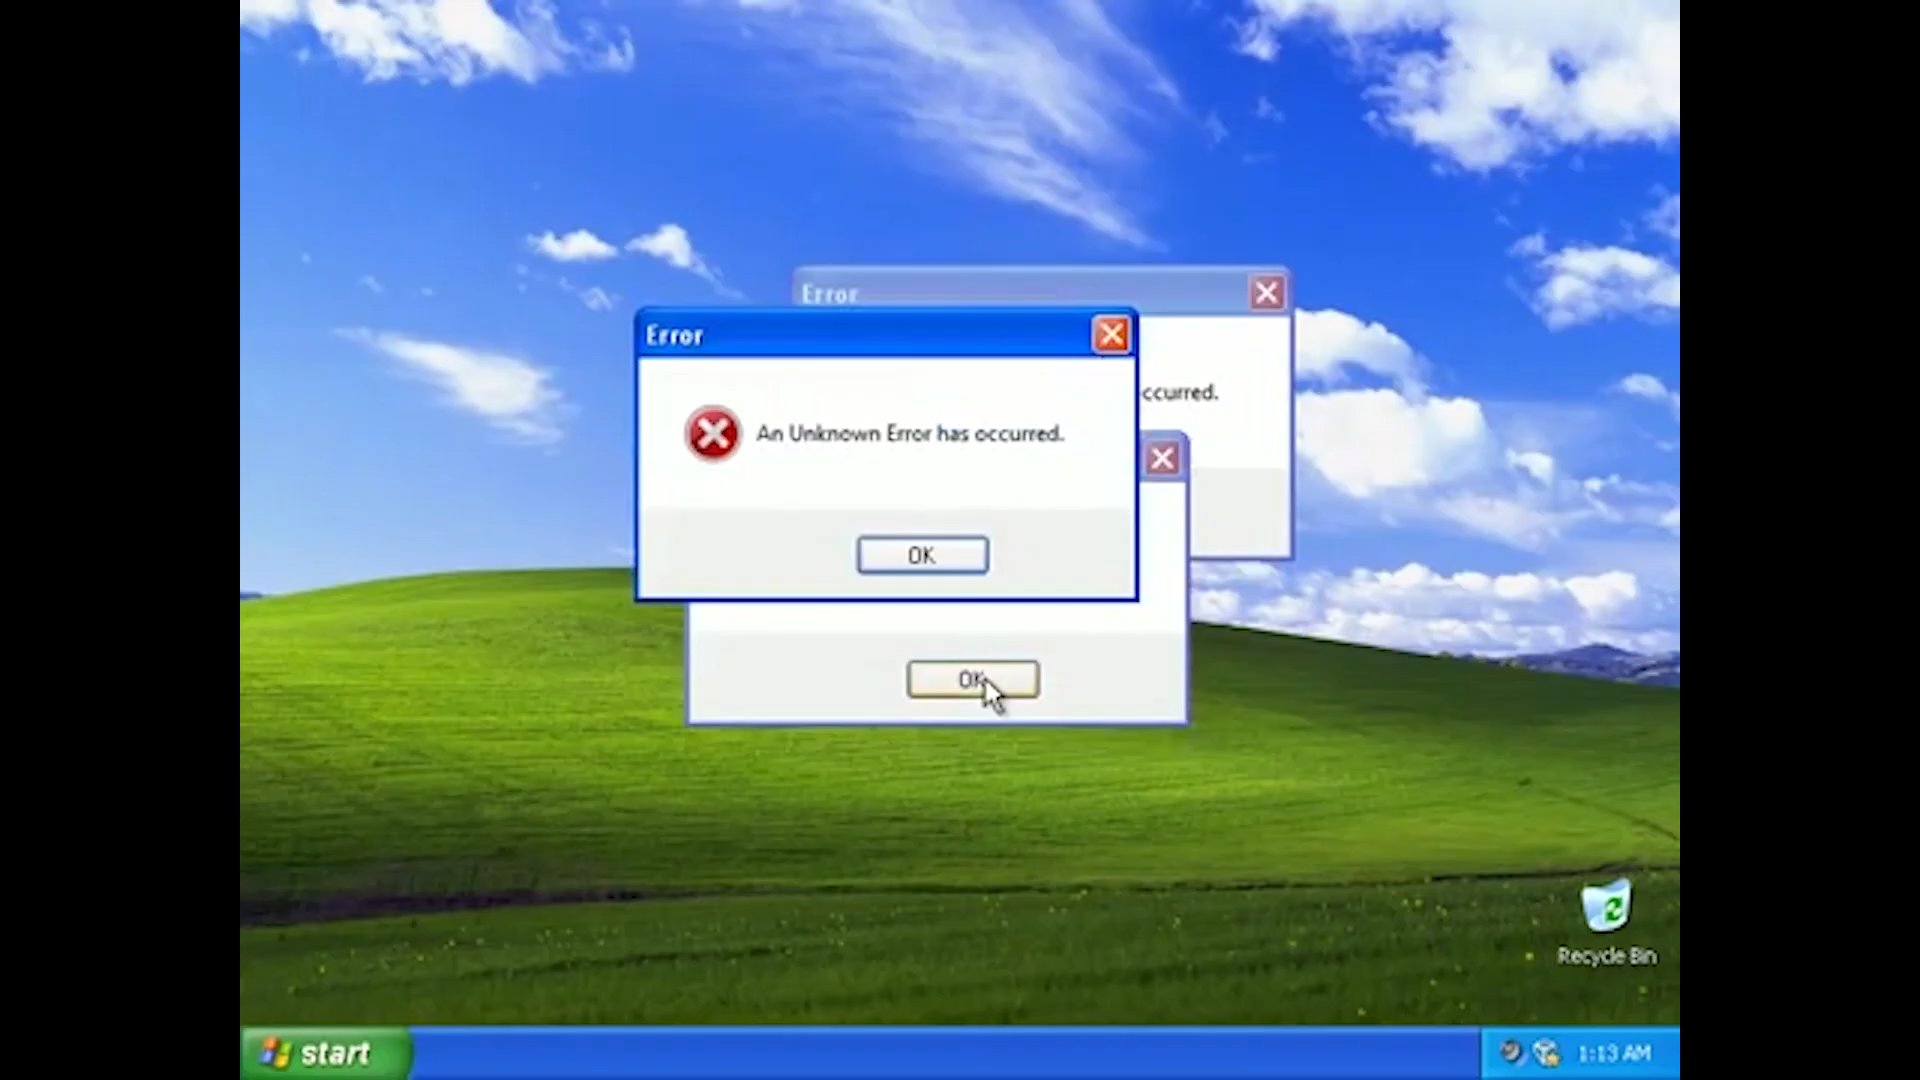 Error
Error
ccurred.
An Unknown Error has occurred.
OK
OK
Recycle Bin
start
1:13 AM